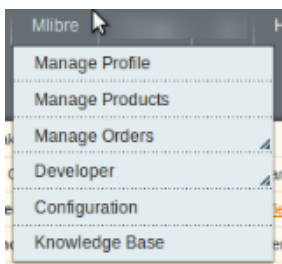 Mlibre
Manage Profile
Manage Products
Manage Orders
Developer
Configuration
Knowledge Base